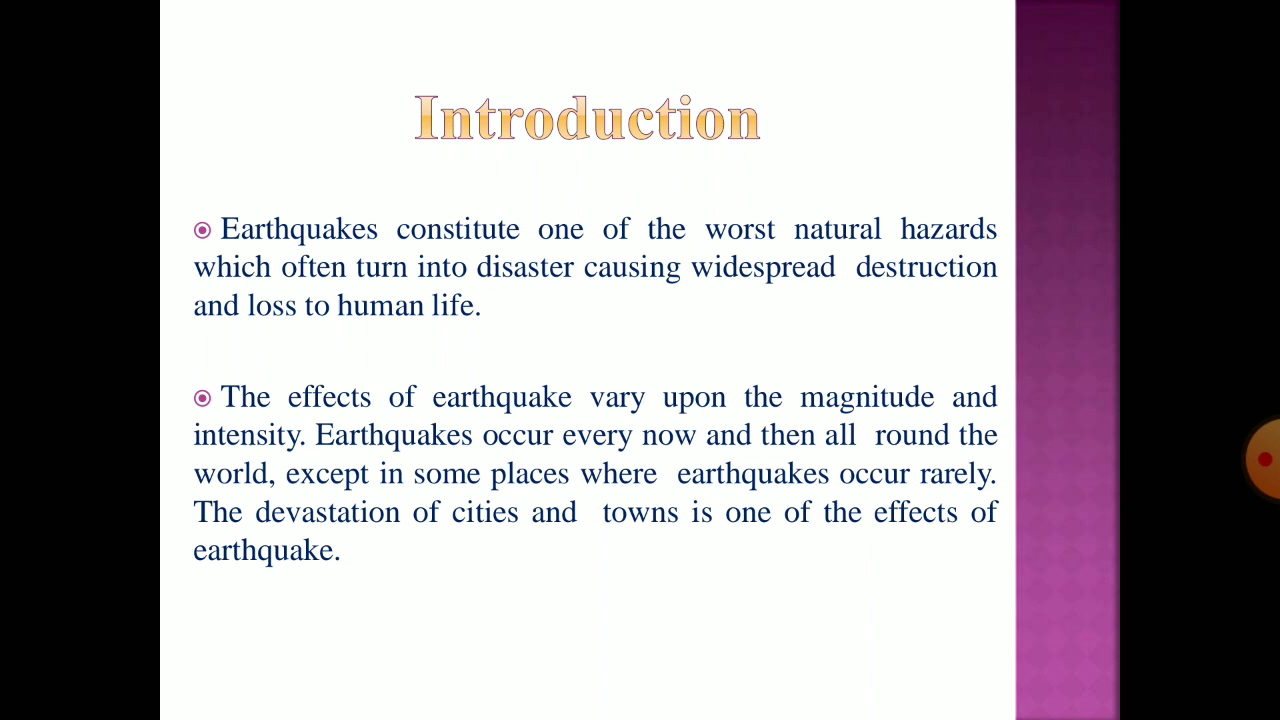 Introduction
Earthquakes constitute one of the worst natural hazards
which often turn into disaster causing widespread destruction
and loss to human life.
The effects of earthquake vary upon the magnitude and
intensity. Earthquakes occur every now and then all round the
world, except in some places where earthquakes occur rarely.
The devastation of cities and towns is one of the effects of
earthquake.